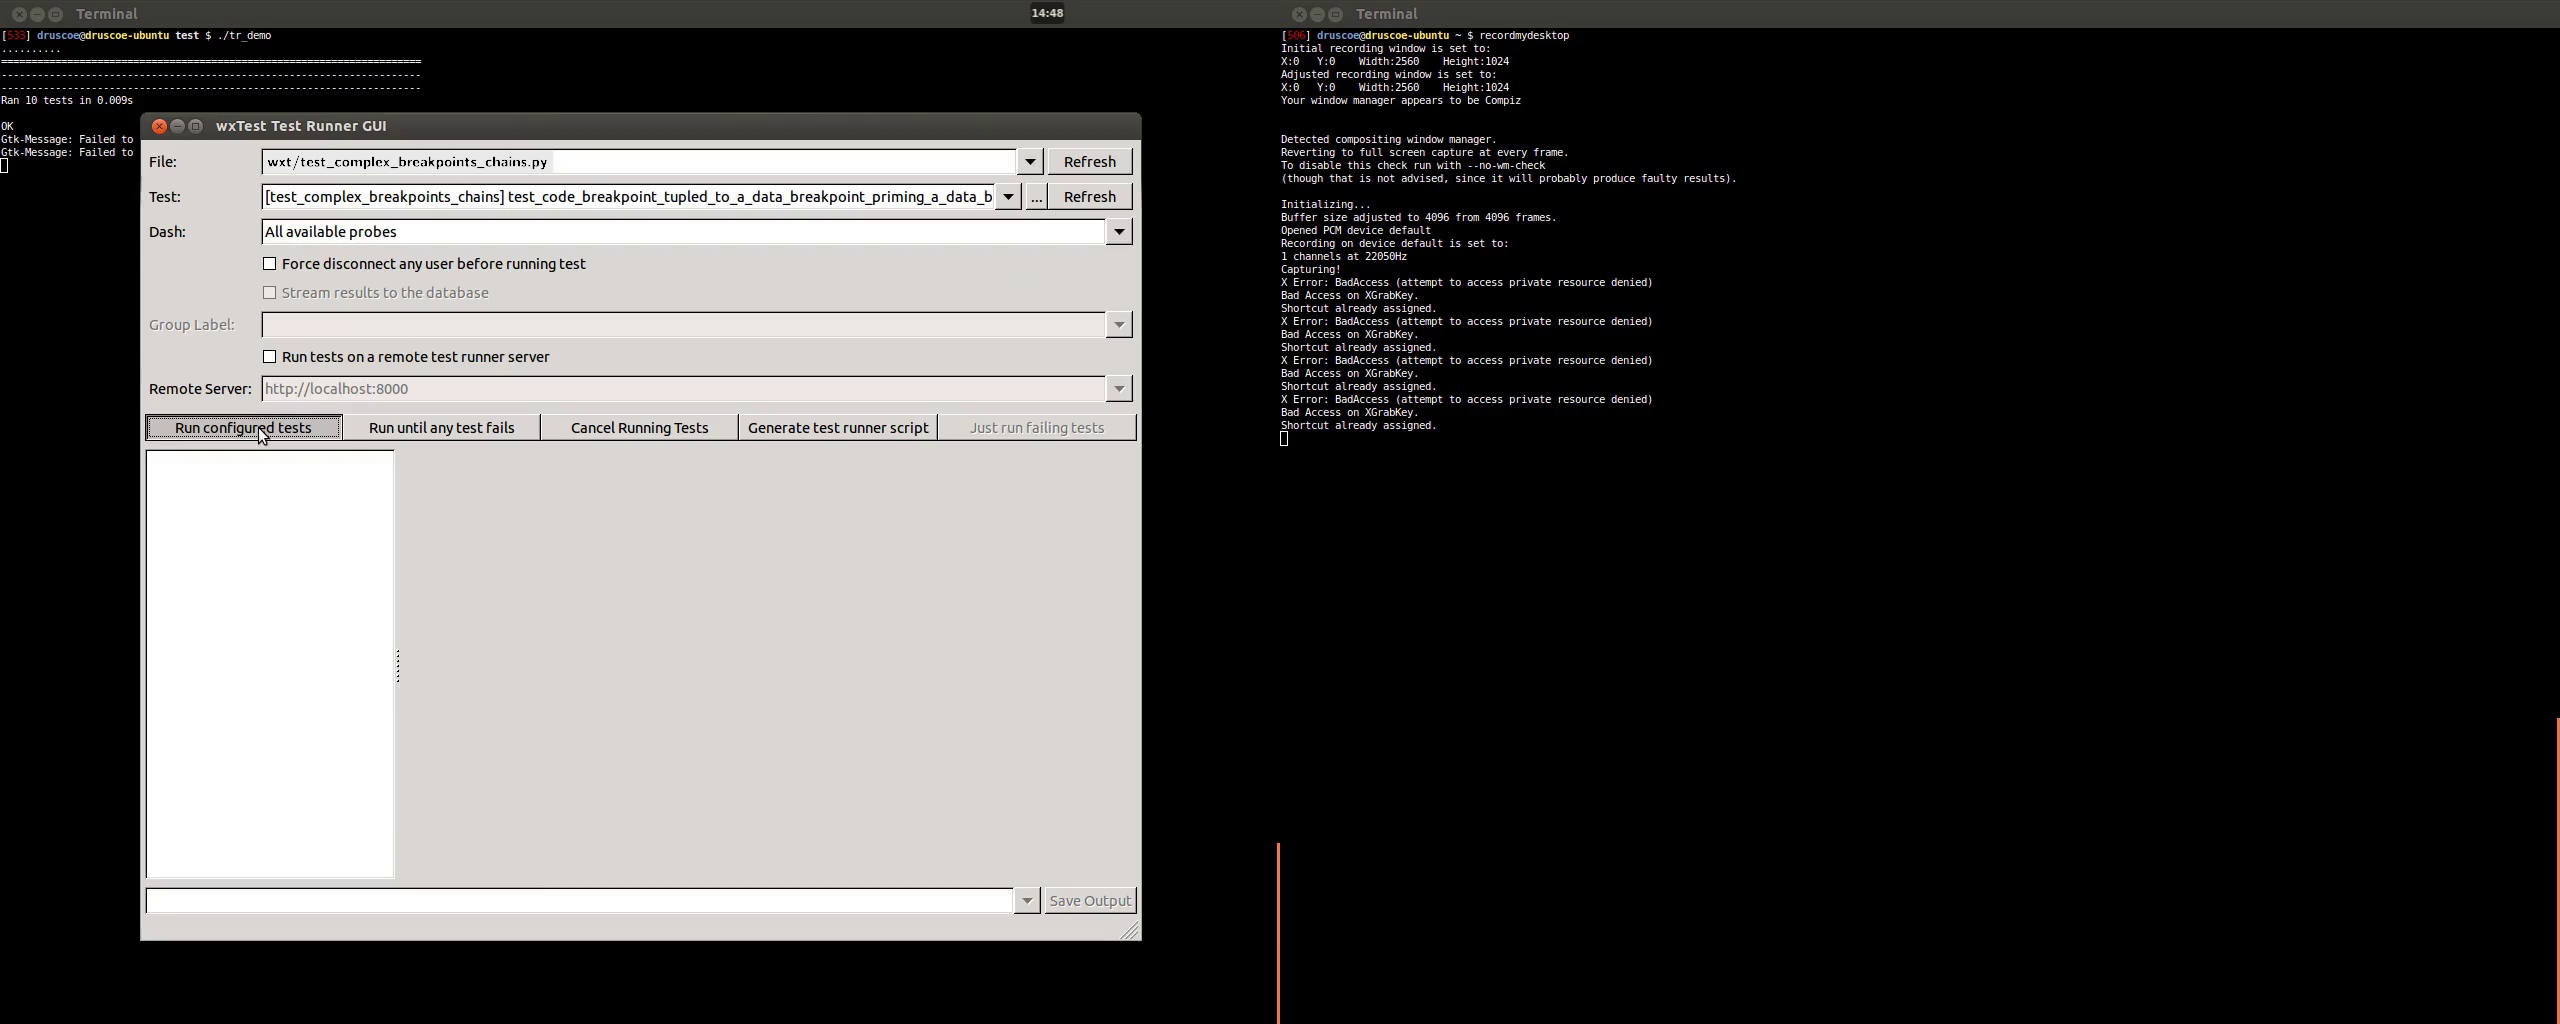 Terminal
14:48
Terminal
[533] druscoe@druscoe-ubuntu test $ ./tr_demo
..........
======================================================================
----------------------------------------------------------------------
----------------------------------------------------------------------
Ran 10 tests in 0.009s
OK
Gtk-Message: Failed to
Gtk-Message: Failed to
wxTest Test Runner GUI
File: wxt/test_complex_breakpoints_chains.py Refresh
Test: [test_complex_breakpoints_chains] test_code_breakpoint_tupled_to_a_data_breakpoint_priming_a_data_b ... Refresh
Dash: All available probes
Force disconnect any user before running test
Stream results to the database
Group Label:
Run tests on a remote test runner server
Remote Server: http://localhost:8000
Run configured tests Run until any test fails Cancel Running Tests Generate test runner script Just run failing tests
Save Output
[506] druscoe@druscoe-ubuntu ~ $ recordmydesktop
Initial recording window is set to:
X:0 Y:0 Width:2560 Height:1024
Adjusted recording window is set to:
X:0 Y:0 Width:2560 Height:1024
Your window manager appears to be Compiz
Detected compositing window manager.
Reverting to full screen capture at every frame.
To disable this check run with --no-wm-check
(though that is not advised, since it will probably produce faulty results).
Initializing...
Buffer size adjusted to 4096 from 4096 frames.
Opened PCM device default
Recording on device default is set to:
1 channels at 22050Hz
Capturing!
X Error: BadAccess (attempt to access private resource denied)
Bad Access on XGrabKey.
Shortcut already assigned.
X Error: BadAccess (attempt to access private resource denied)
Bad Access on XGrabKey.
Shortcut already assigned.
X Error: BadAccess (attempt to access private resource denied)
Bad Access on XGrabKey.
Shortcut already assigned.
X Error: BadAccess (attempt to access private resource denied)
Bad Access on XGrabKey.
Shortcut already assigned.